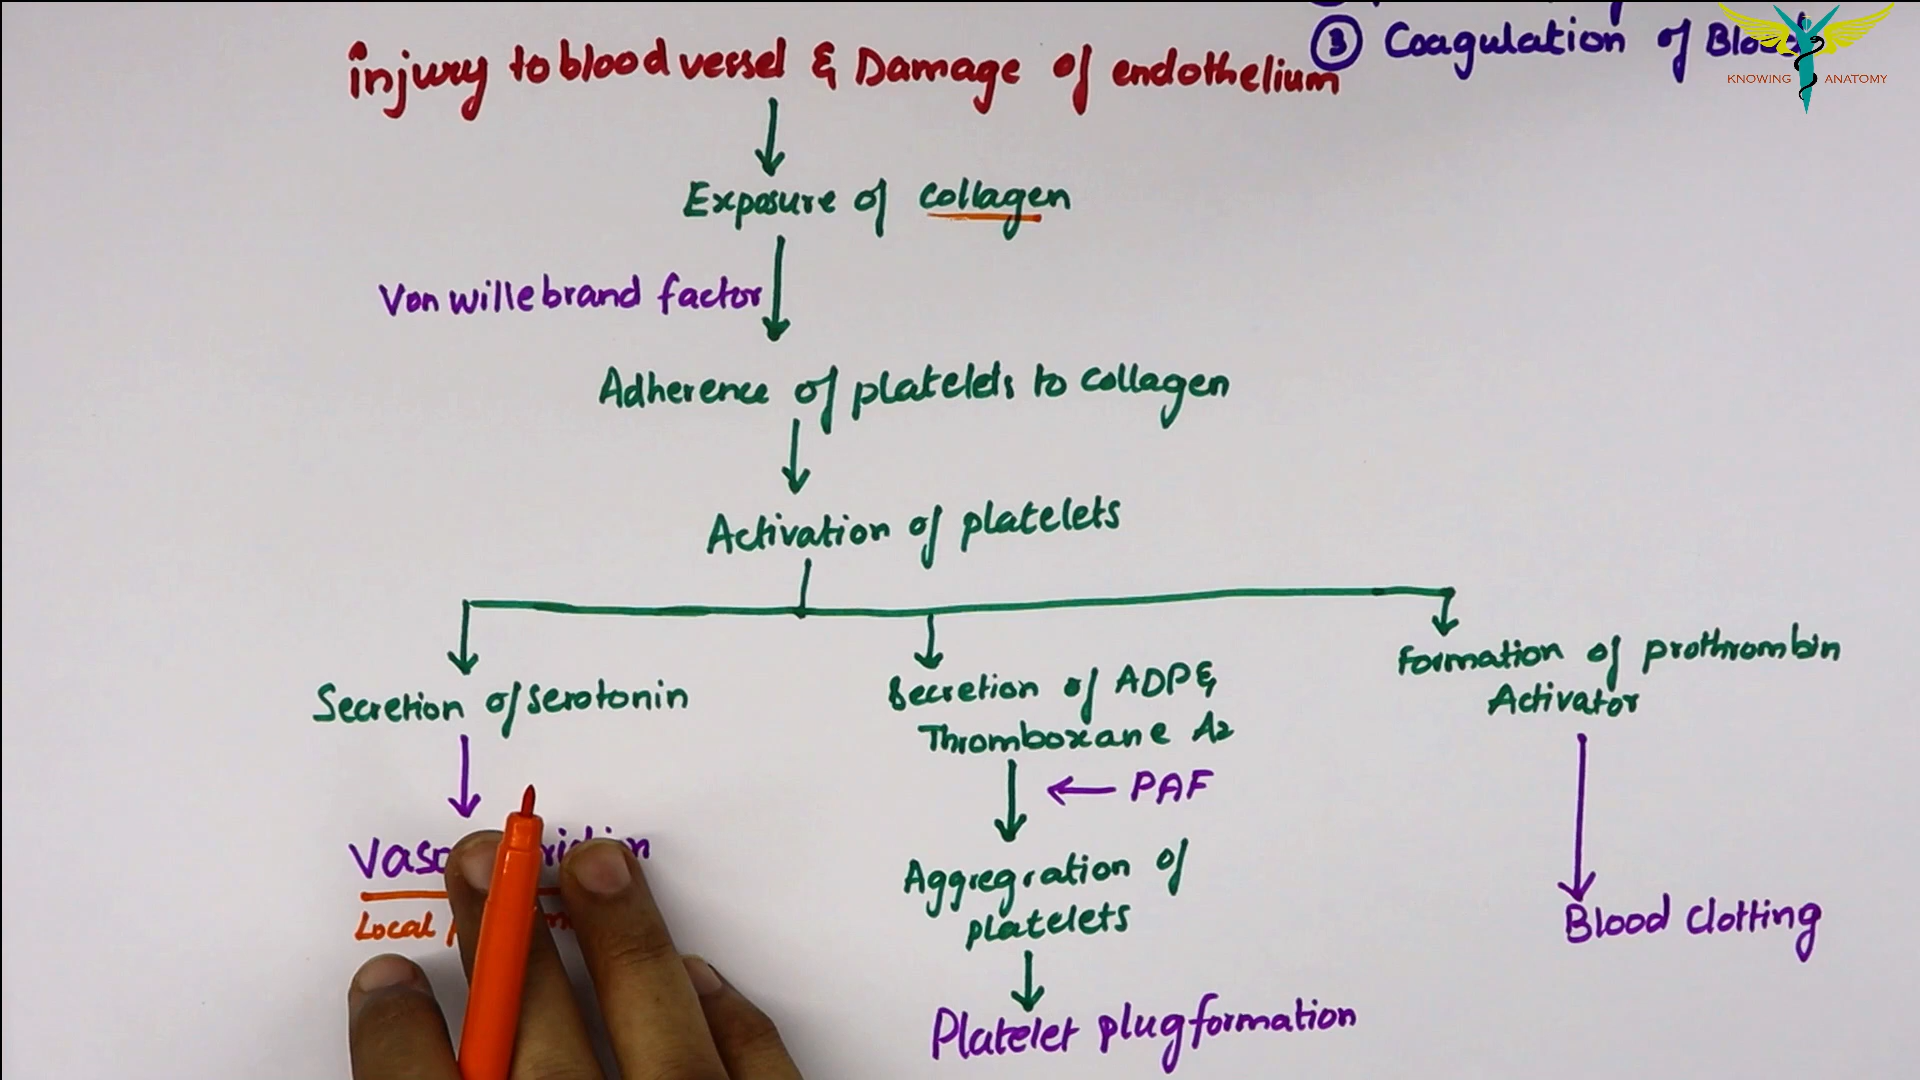 ③ Coagulation of Blood
KNOWING ANATOMY
injury to blood vessel & Damage of endothelium
Exposure of collagen
Von willebrand factor
Adherence of platelets to collagen
Activation of platelets
Secretion of serotonin
Secretion of ADP &
Thromboxane A2
Formation of prothrombin
Activator
PAF
Aggregration of
platelets
Local
Blood clotting
Platelet plug formation